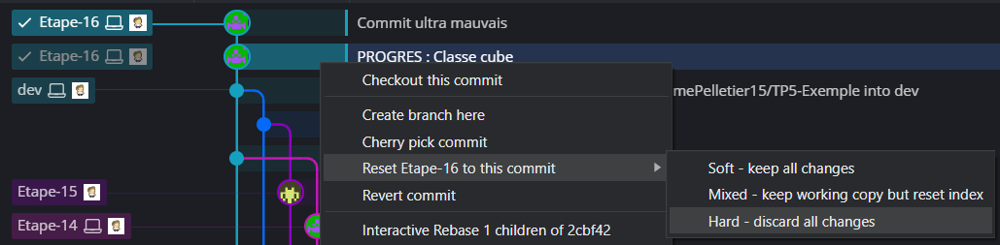 Etape-16
Commit ultra mauvais
Etape-16
PROGRES : Classe cube
dev
mePelletier15/TP5-Exemple into dev
Etape-15
Etape-14
Checkout this commit
Create branch here
Cherry pick commit
Reset Etape-16 to this commit
Revert commit
Interactive Rebase 1 children of 2cbf42
Soft - keep all changes
Mixed - keep working copy but reset index
Hard - discard all changes